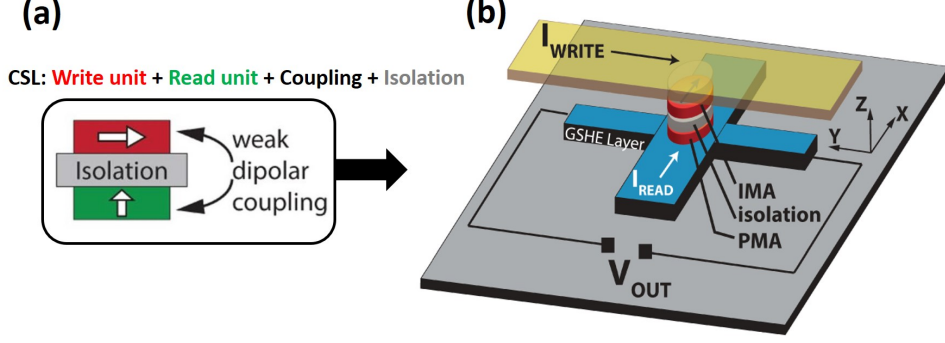 (a)
CSL: Write unit + Read unit + Coupling + Isolation
Isolation
weak
dipolar
coupling
(b)
IWRITE
GSHE Layer
IREAD
Z
X
Y
IMA
isolation
PMA
VOUT